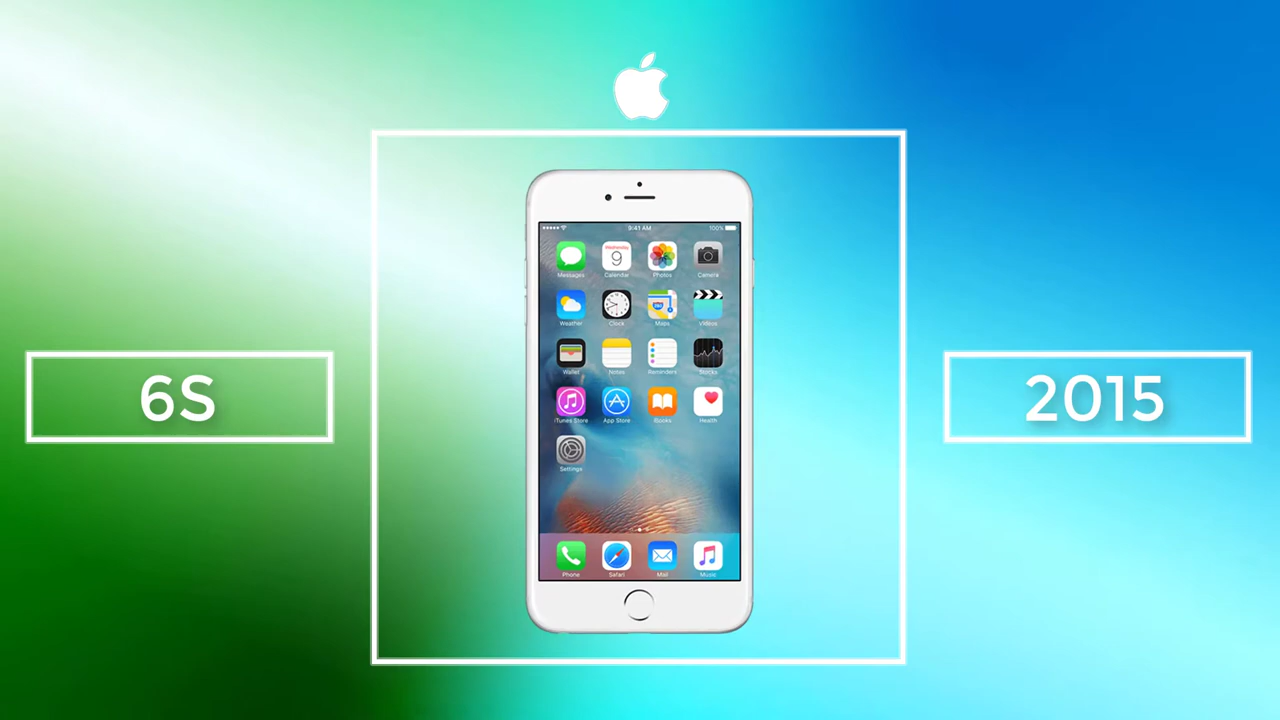 9:41 AM 100%
Wednesday
9
Messages Calendar Photos Camera
Weather Clock Maps Videos
Wallet Notes Reminders Stocks
iTunes Store App Store iBooks Health
6S
2015
Settings
Phone Safari Mail Music